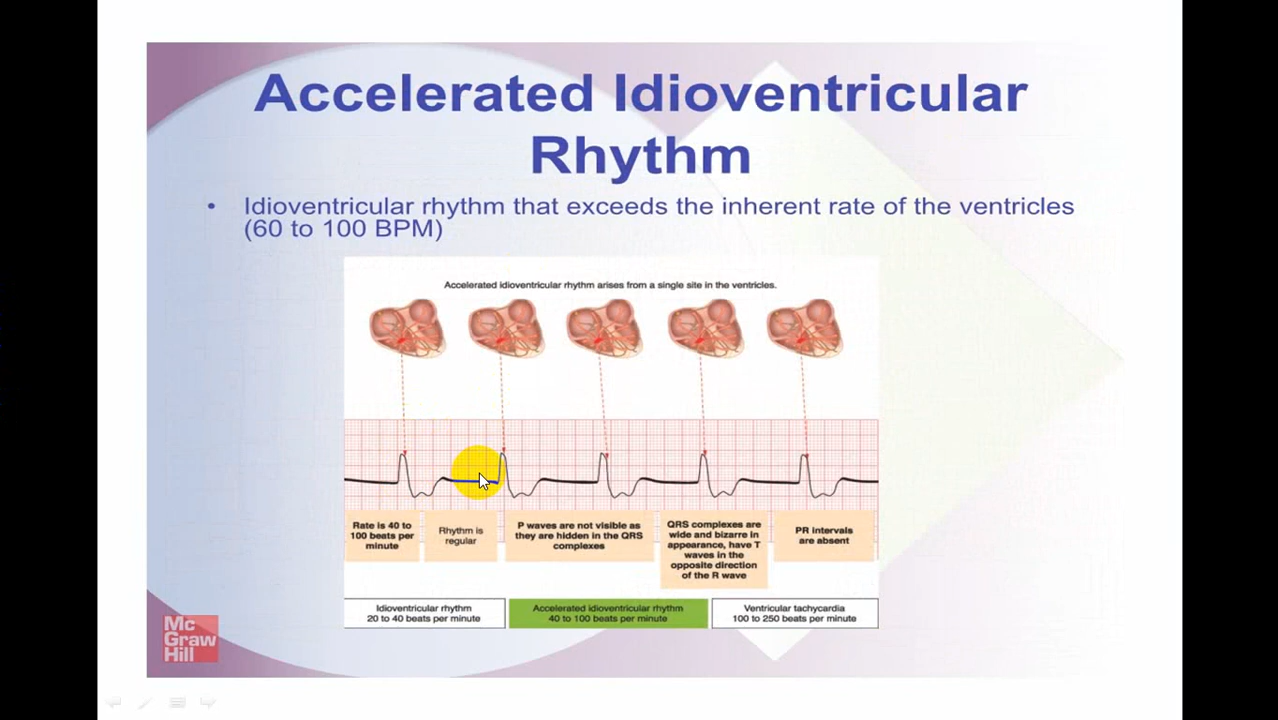 Accelerated Idioventricular
Rhythm
• Idioventricular rhythm that exceeds the inherent rate of the ventricles
(60 to 100 BPM)
Accelerated idioventricular rhythm arises from a single site in the ventricles.
Rate is 40 to
100 beats per
minute
Rhythm is
regular
P waves are not visible as
they are hidden in the QRS
complexes
QRS complexes are
wide and bizarre in
appearance, have T
waves in the
opposite direction
of the R wave
PR intervals
are absent
Idioventricular rhythm
20 to 40 beats per minute
Accelerated idioventricular rhythm
40 to 100 beats per minute
Ventricular tachycardia
100 to 250 beats per minute
Mc
Graw
Hill